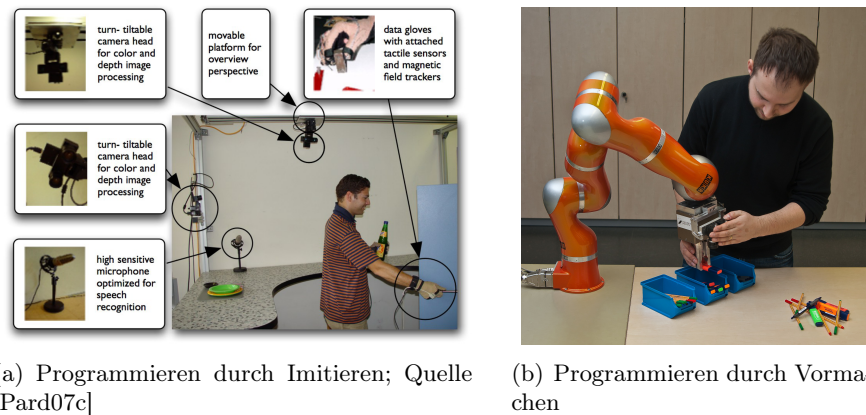 turn- tiltable
camera head
for color and
depth image
processing
movable
platform for
overview
perspective
data gloves
with attached
tactile sensors
and magnetic
field trackers
turn- tiltable
camera head
for color and
depth image
processing
high sensitive
microphone
optimized for
speech
recognition
a) Programmieren durch Imitieren; Quelle
Pard07c]
(b) Programmieren durch Vorma
chen